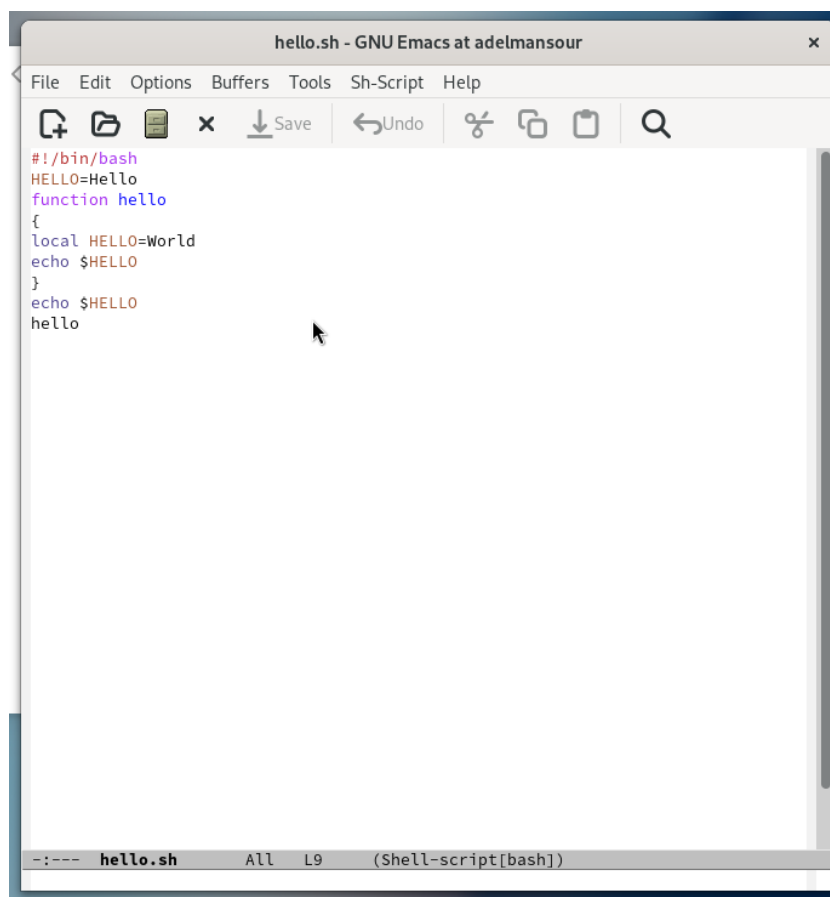 hello.sh - GNU Emacs at adelmansour ×
File Edit Options Buffers Tools Sh-Script Help
Save Undo
#!/bin/bash
HELLO=Hello
function hello
{
local HELLO=World
echo $HELLO
}
echo $HELLO
hello
-:--- hello.sh All L9 (Shell-script[bash])